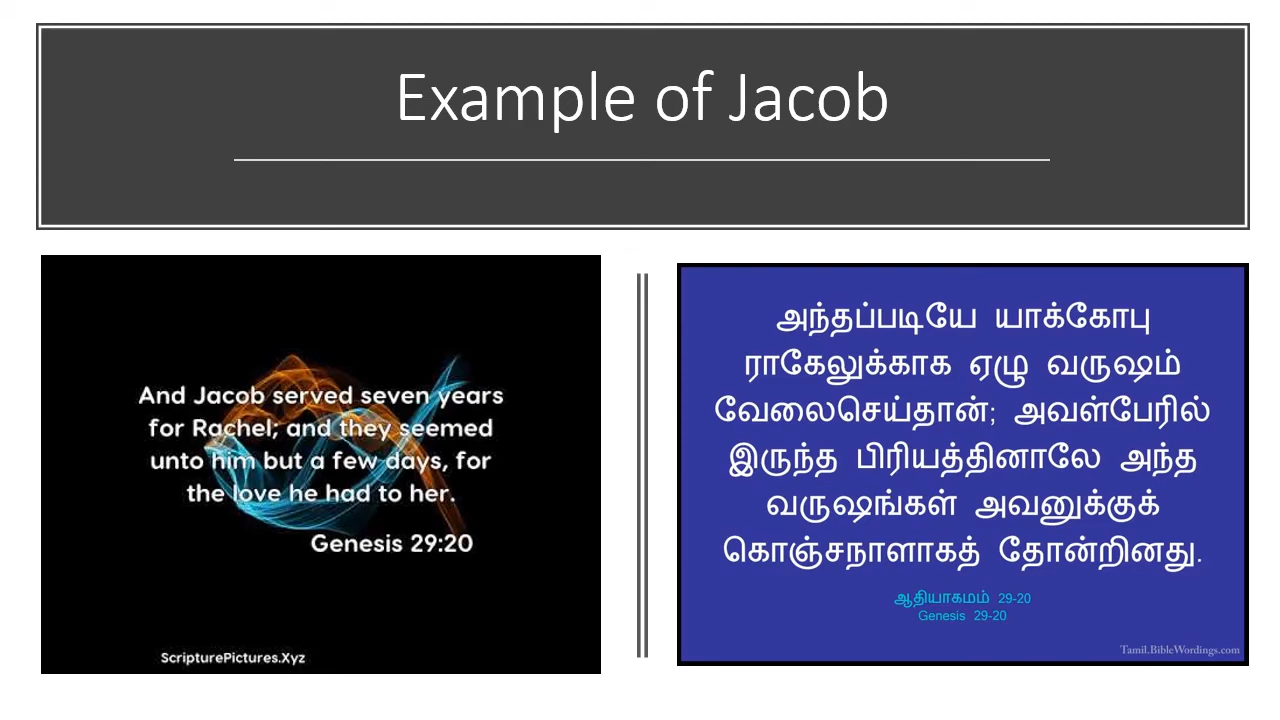 Example of Jacob
And Jacob served seven years
for Rachel; and they seemed
unto him but a few days, for
the love he had to her.
Genesis 29:20
ScripturePictures.Xyz
அந்தப்படியே யாக்கோபு
ராகேலுக்காக ஏழு வருஷம்
வேலைசெய்தான்; அவள்பேரில்
இருந்த பிரியத்தினாலே அந்த
வருஷங்கள் அவனுக்குக்
கொஞ்சநாளாகத் தோன்றினது.
ஆதியாகமம் 29-20
Genesis 29-20
Tamil.BibleWordings.com